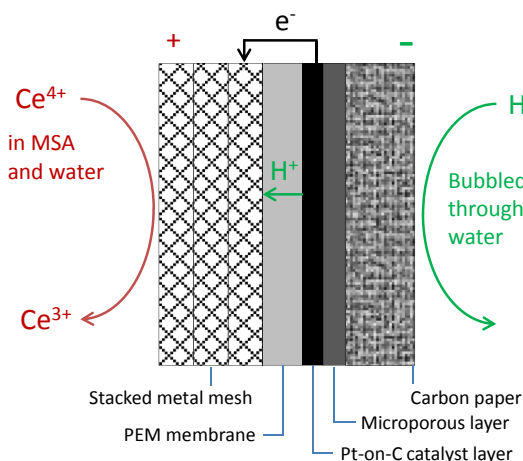 e-
+
-
Ce4+
in MSA
and water
H+
H
Bubbled
through
water
Ce3+
Stacked metal mesh
Carbon paper
Microporous layer
PEM membrane
Pt-on-C catalyst layer